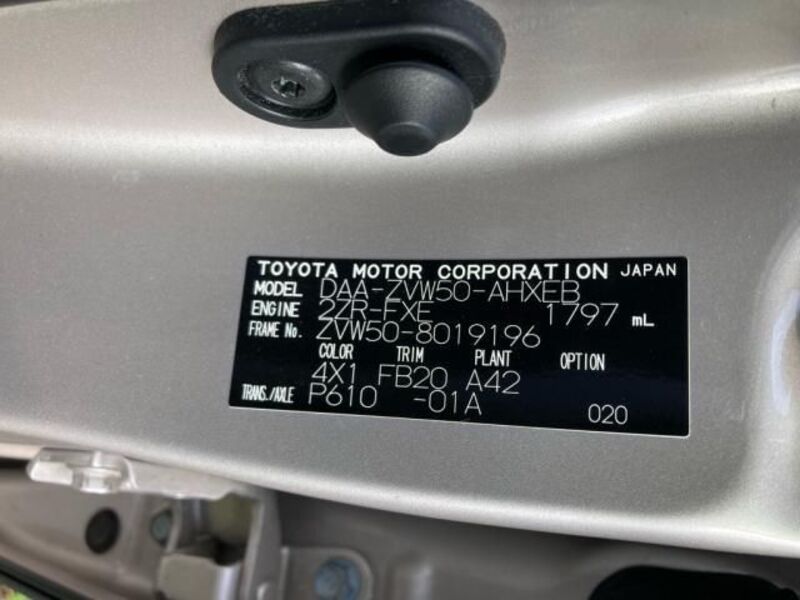 TOYOTA MOTOR CORPORATION JAPAN
MODEL DAA-ZVW50-AHXEB
ENGINE 2ZR-FXE 1797 mL
FRAME No. ZVW50-8019196
COLOR TRIM PLANT OPTION
4X1 FB20 A42
TRANS./AXLE P610 -01A 020